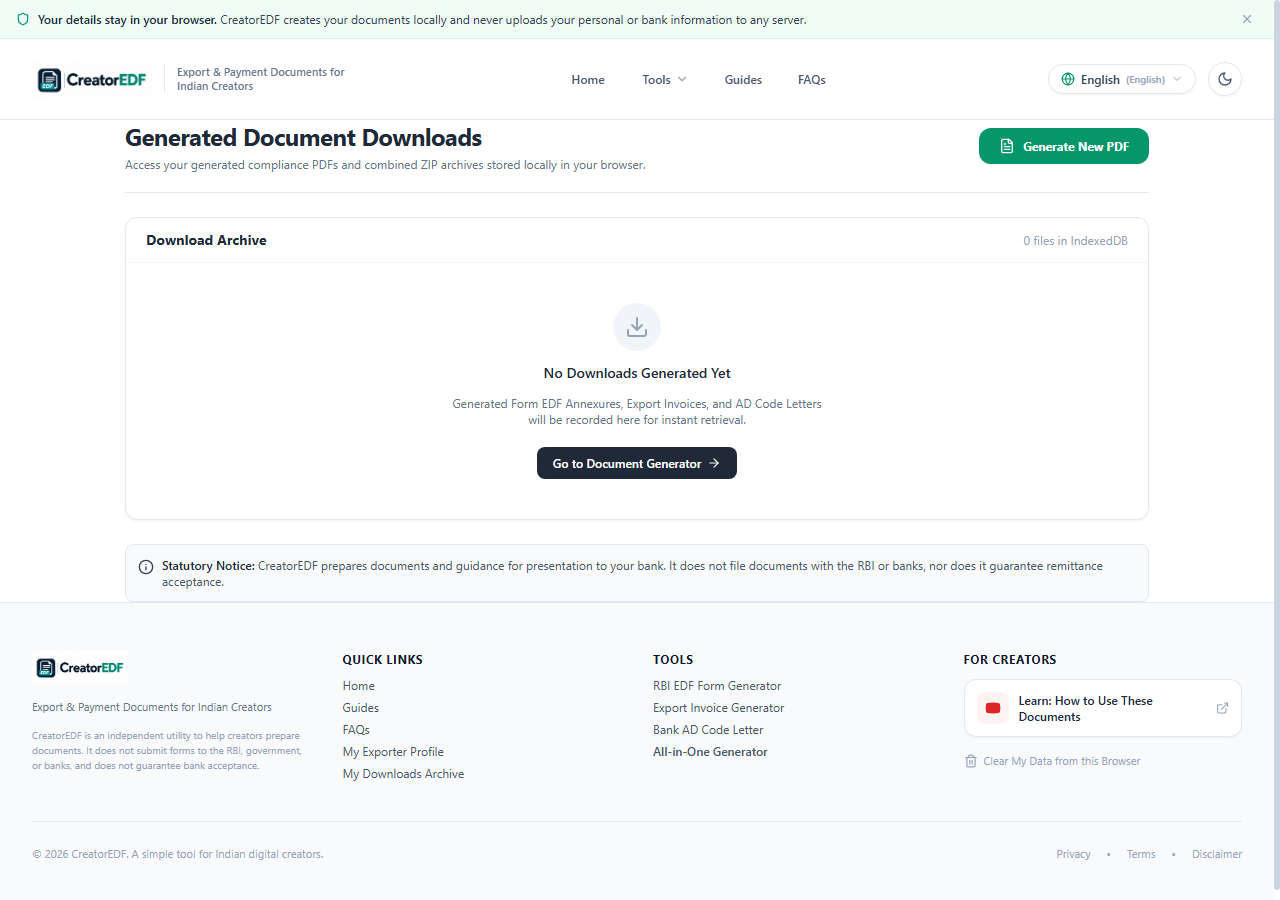 Your details stay in your browser. CreatorEDF creates your documents locally and never uploads your personal or bank information to any server.
EDF CreatorEDF
Export & Payment Documents for
Indian Creators
Home
Tools
Guides
FAQs
English (English)
Generated Document Downloads
Access your generated compliance PDFs and combined ZIP archives stored locally in your browser.
Generate New PDF
Download Archive
0 files in IndexedDB
No Downloads Generated Yet
Generated Form EDF Annexures, Export Invoices, and AD Code Letters
will be recorded here for instant retrieval.
Go to Document Generator
Statutory Notice: CreatorEDF prepares documents and guidance for presentation to your bank. It does not file documents with the RBI or banks, nor does it guarantee remittance
acceptance.
EDF CreatorEDF
Export & Payment Documents for Indian Creators
CreatorEDF is an independent utility to help creators prepare
documents. It does not submit forms to the RBI, government,
or banks, and does not guarantee bank acceptance.
QUICK LINKS
Home
Guides
FAQs
My Exporter Profile
My Downloads Archive
TOOLS
RBI EDF Form Generator
Export Invoice Generator
Bank AD Code Letter
All-in-One Generator
FOR CREATORS
Learn: How to Use These
Documents
Clear My Data from this Browser
© 2026 CreatorEDF. A simple tool for Indian digital creators.
Privacy • Terms • Disclaimer